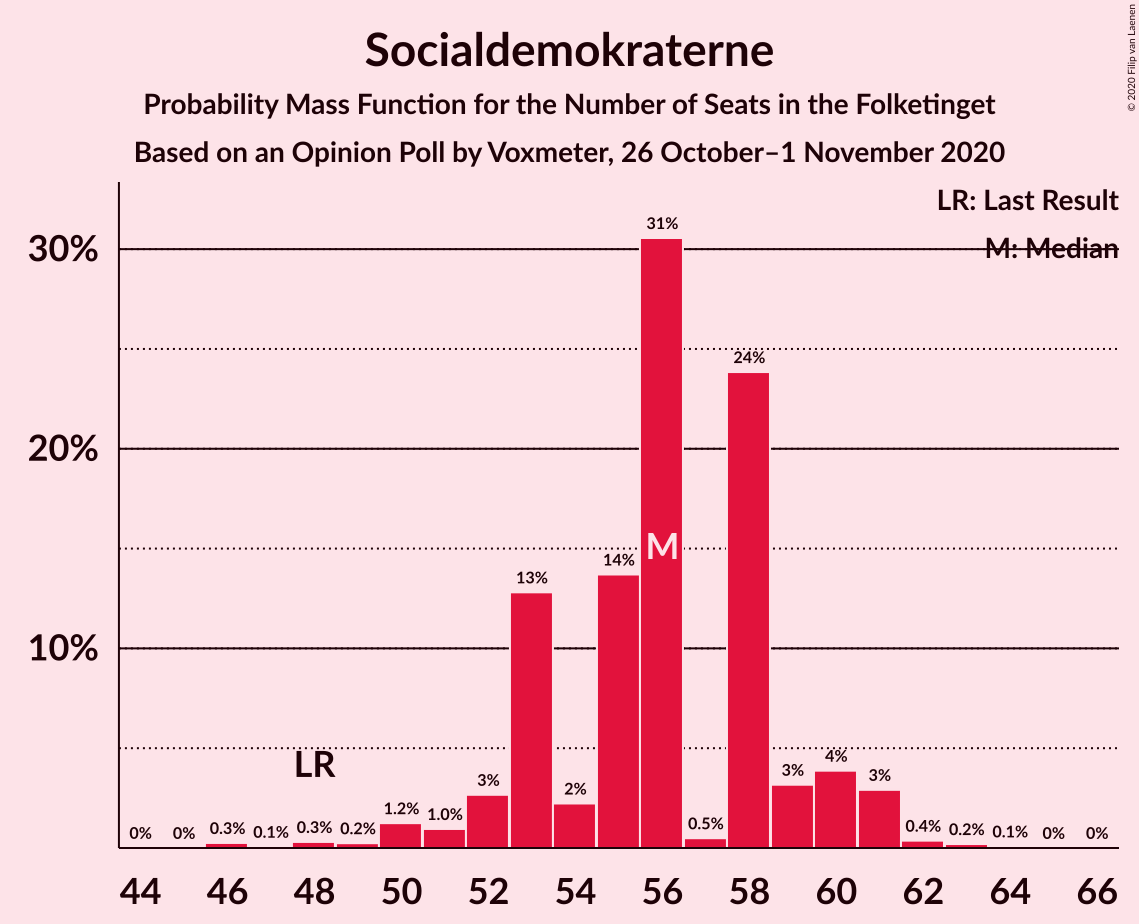 Socialdemokraterne
Probability Mass Function for the Number of Seats in the Folketinget
Based on an Opinion Poll by Voxmeter, 26 October–1 November 2020
© 2020 Filip van Laenen
LR: Last Result
M: Median
30%
20%
10%
31%
24%
14%
13%
M
LR
0%
0%
0.3%
0.1%
0.3%
0.2%
1.2%
1.0%
3%
2%
0.5%
3%
4%
3%
0.4%
0.2%
0.1%
0%
0%
44 46 48 50 52 54 56 58 60 62 64 66